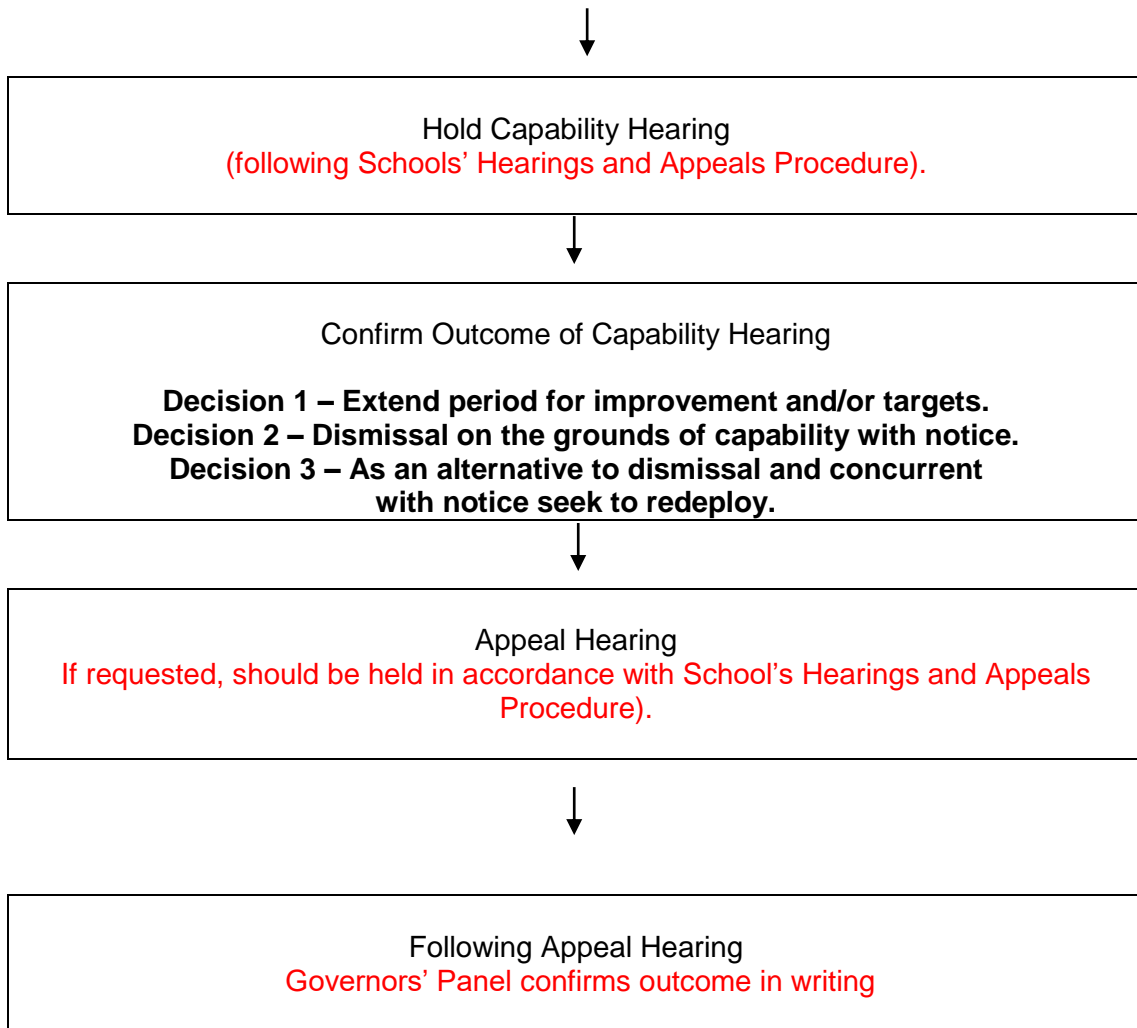 Hold Capability Hearing
(following Schools’ Hearings and Appeals Procedure).
Confirm Outcome of Capability Hearing
Decision 1 – Extend period for improvement and/or targets.
Decision 2 – Dismissal on the grounds of capability with notice.
Decision 3 – As an alternative to dismissal and concurrent
with notice seek to redeploy.
Appeal Hearing
If requested, should be held in accordance with School’s Hearings and Appeals
Procedure).
Following Appeal Hearing
Governors’ Panel confirms outcome in writing